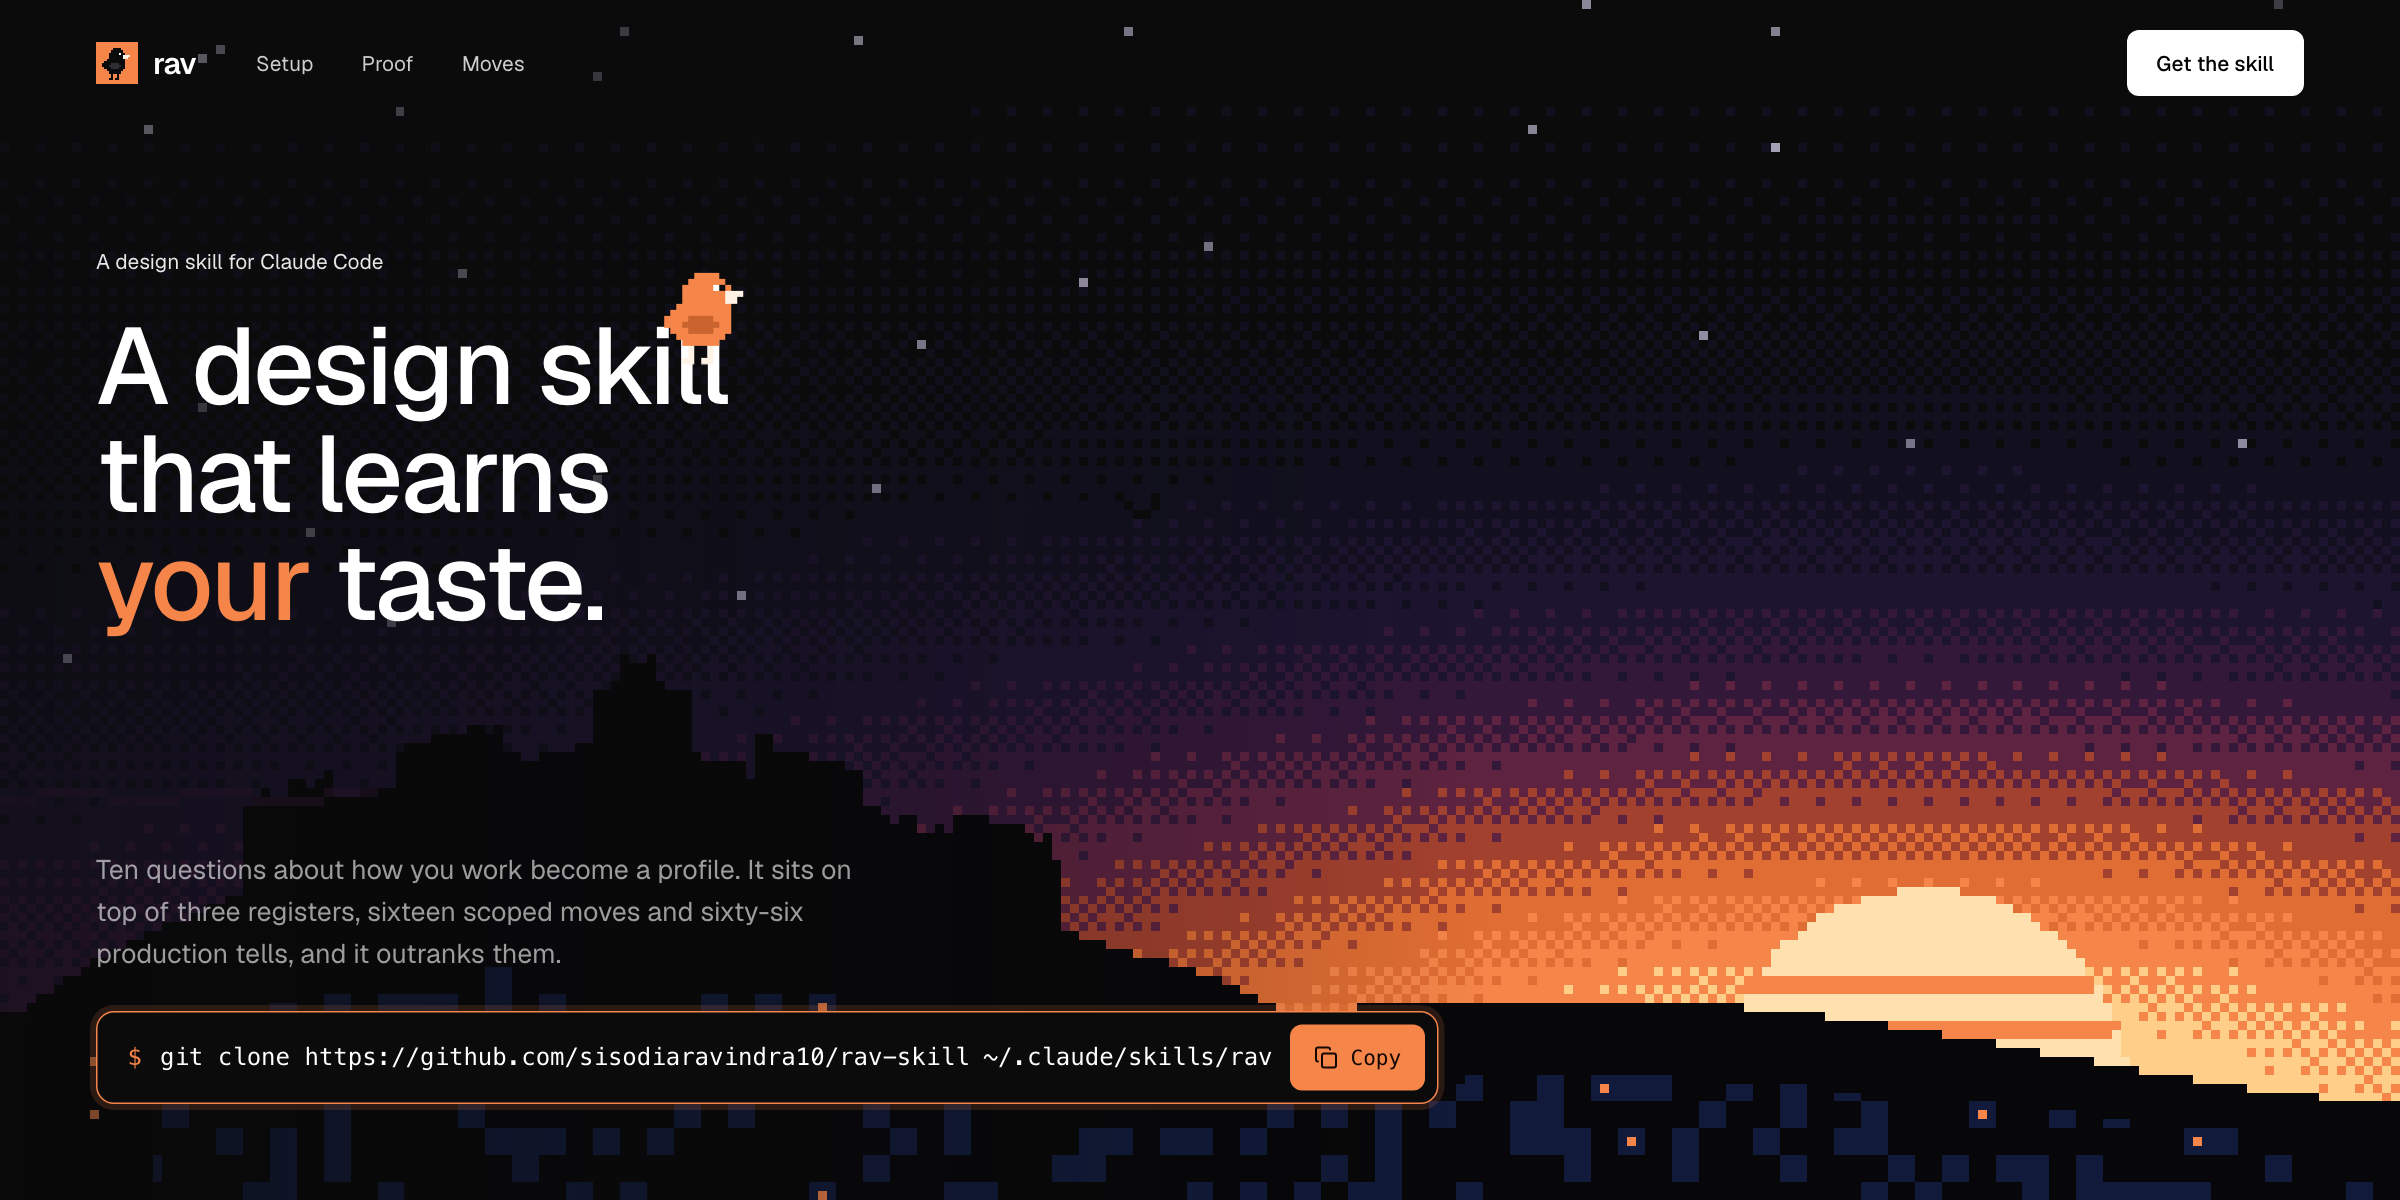 rav
Setup
Proof
Moves
Get the skill
A design skill for Claude Code
A design skill
that learns
your taste.
Ten questions about how you work become a profile. It sits on
top of three registers, sixteen scoped moves and sixty-six
production tells, and it outranks them.
$ git clone https://github.com/sisodiaravindra10/rav-skill ~/.claude/skills/rav
Copy